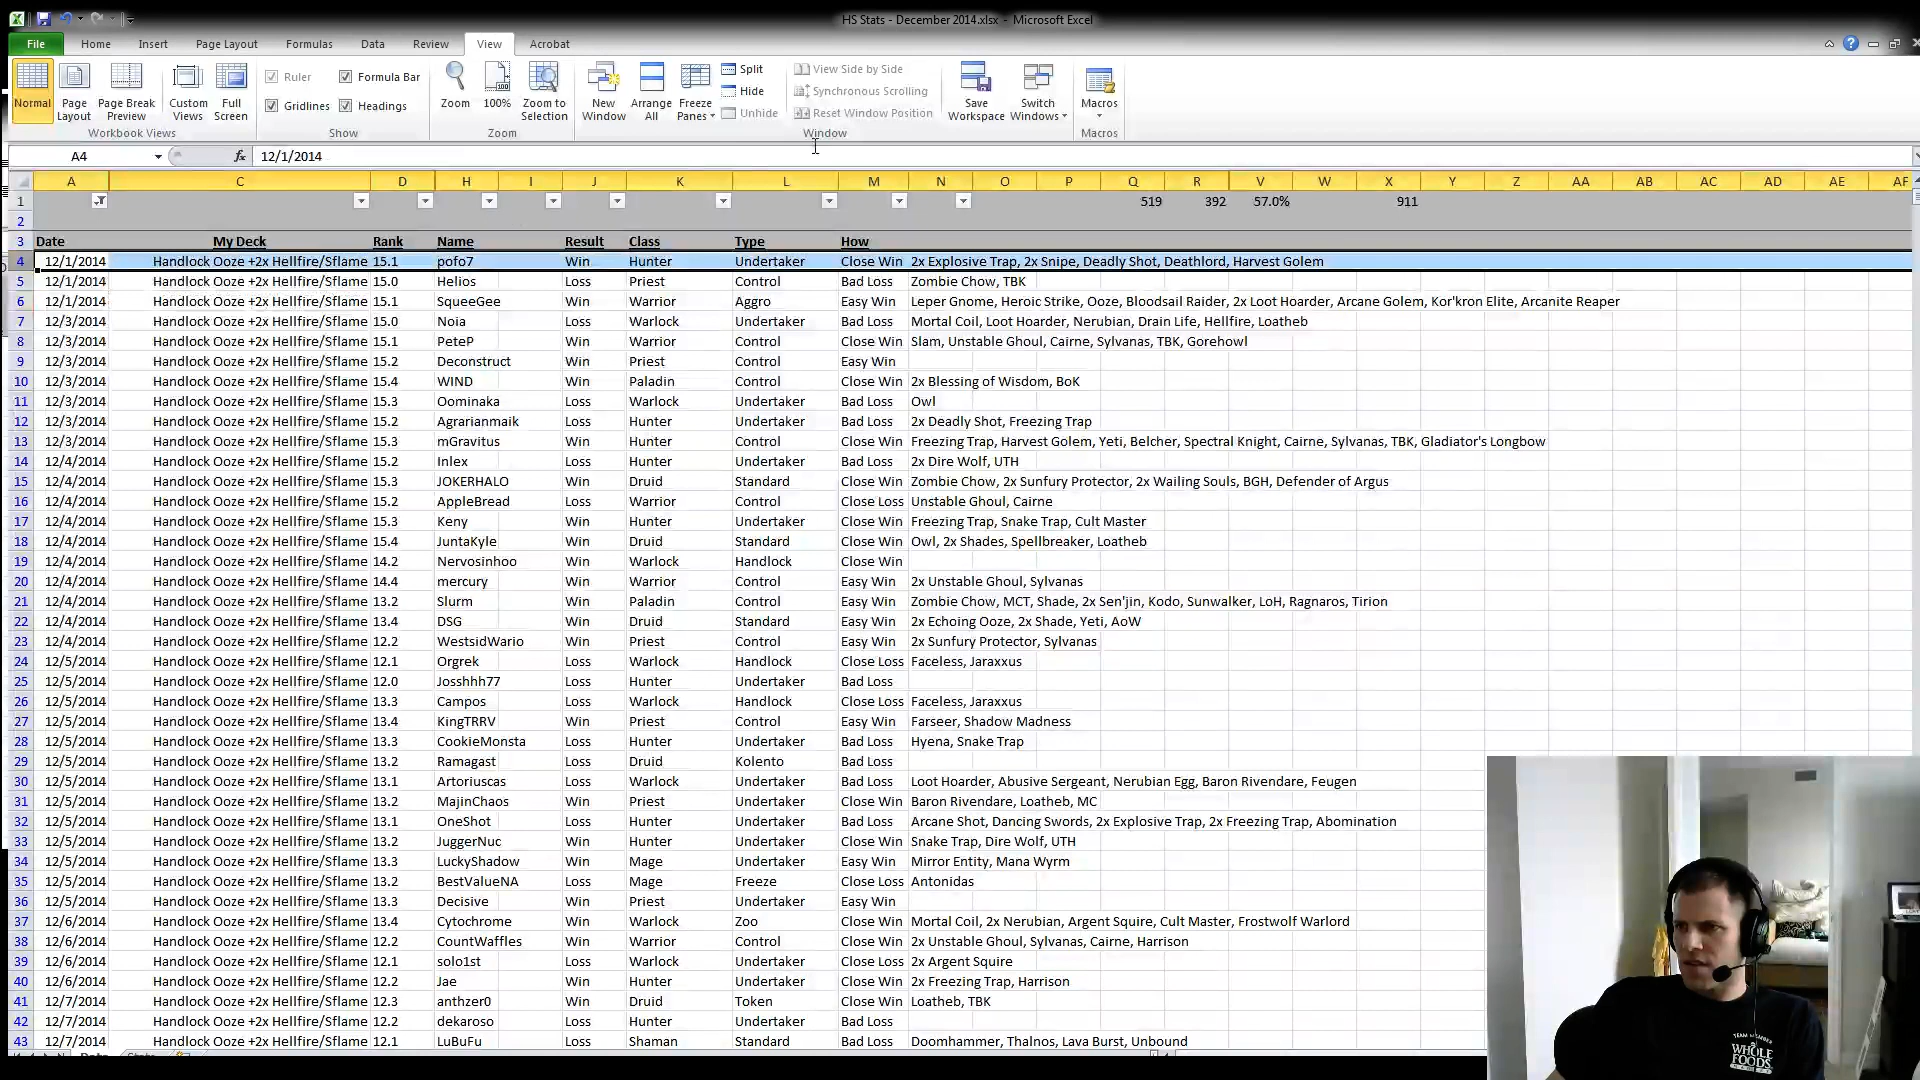 HS Stats - December 2014.xlsx - Microsoft Excel
File Home Insert Page Layout Formulas Data Review View Acrobat
Normal Page Layout Page Break Preview Custom Views Full Screen
Workbook Views
Ruler Formula Bar
Gridlines Headings
Show
Zoom 100% Zoom to Selection
Zoom
New Window Arrange All Freeze Panes
Split View Side by Side
Hide Synchronous Scrolling
Unhide Reset Window Position
Window
Save Workspace Switch Windows
Macros
Macros
A4 fx 12/1/2014
A C D H I J K L M N O P Q R V W X Y Z AA AB AC AD AE AF
1 519 392 57.0% 911
2
3 Date My Deck Rank Name Result Class Type How
4 12/1/2014 Handlock Ooze +2x Hellfire/Sflame 15.1 pofo7 Win Hunter Undertaker Close Win 2x Explosive Trap, 2x Snipe, Deadly Shot, Deathlord, Harvest Golem
5 12/1/2014 Handlock Ooze +2x Hellfire/Sflame 15.0 Helios Loss Priest Control Bad Loss Zombie Chow, TBK
6 12/1/2014 Handlock Ooze +2x Hellfire/Sflame 15.1 SqueeGee Win Warrior Aggro Easy Win Leper Gnome, Heroic Strike, Ooze, Bloodsail Raider, 2x Loot Hoarder, Arcane Golem, Kor'kron Elite, Arcanite Reaper
7 12/3/2014 Handlock Ooze +2x Hellfire/Sflame 15.0 Noia Loss Warlock Undertaker Bad Loss Mortal Coil, Loot Hoarder, Nerubian, Drain Life, Hellfire, Loatheb
8 12/3/2014 Handlock Ooze +2x Hellfire/Sflame 15.1 PeteP Win Warrior Control Close Win Slam, Unstable Ghoul, Cairne, Sylvanas, TBK, Gorehowl
9 12/3/2014 Handlock Ooze +2x Hellfire/Sflame 15.2 Deconstruct Win Priest Control Easy Win
10 12/3/2014 Handlock Ooze +2x Hellfire/Sflame 15.4 WIND Win Paladin Control Close Win 2x Blessing of Wisdom, BoK
11 12/3/2014 Handlock Ooze +2x Hellfire/Sflame 15.3 Oominaka Loss Warlock Undertaker Bad Loss Owl
12 12/3/2014 Handlock Ooze +2x Hellfire/Sflame 15.2 Agrarianmaik Loss Hunter Undertaker Bad Loss 2x Deadly Shot, Freezing Trap
13 12/3/2014 Handlock Ooze +2x Hellfire/Sflame 15.3 mGravitus Win Hunter Control Close Win Freezing Trap, Harvest Golem, Yeti, Belcher, Spectral Knight, Cairne, Sylvanas, TBK, Gladiator's Longbow
14 12/4/2014 Handlock Ooze +2x Hellfire/Sflame 15.2 Inlex Loss Hunter Undertaker Bad Loss 2x Dire Wolf, UTH
15 12/4/2014 Handlock Ooze +2x Hellfire/Sflame 15.3 JOKERHALO Win Druid Standard Close Win Zombie Chow, 2x Sunfury Protector, 2x Wailing Souls, BGH, Defender of Argus
16 12/4/2014 Handlock Ooze +2x Hellfire/Sflame 15.2 AppleBread Loss Warrior Control Close Loss Unstable Ghoul, Cairne
17 12/4/2014 Handlock Ooze +2x Hellfire/Sflame 15.3 Keny Win Hunter Undertaker Close Win Freezing Trap, Snake Trap, Cult Master
18 12/4/2014 Handlock Ooze +2x Hellfire/Sflame 15.4 JuntaKyle Win Druid Standard Close Win Owl, 2x Shades, Spellbreaker, Loatheb
19 12/4/2014 Handlock Ooze +2x Hellfire/Sflame 14.2 Nervosinhoo Win Warlock Handlock Close Win
20 12/4/2014 Handlock Ooze +2x Hellfire/Sflame 14.4 mercury Win Warrior Control Easy Win 2x Unstable Ghoul, Sylvanas
21 12/4/2014 Handlock Ooze +2x Hellfire/Sflame 13.2 Slurm Win Paladin Control Easy Win Zombie Chow, MCT, Shade, 2x Sen'jin, Kodo, Sunwalker, LoH, Ragnaros, Tirion
22 12/4/2014 Handlock Ooze +2x Hellfire/Sflame 13.4 DSG Win Druid Standard Easy Win 2x Echoing Ooze, 2x Shade, Yeti, AoW
23 12/4/2014 Handlock Ooze +2x Hellfire/Sflame 12.2 WestsidWario Win Priest Control Easy Win 2x Sunfury Protector, Sylvanas
24 12/5/2014 Handlock Ooze +2x Hellfire/Sflame 12.1 Orgrek Loss Warlock Handlock Close Loss Faceless, Jaraxxus
25 12/5/2014 Handlock Ooze +2x Hellfire/Sflame 12.0 Josshhh77 Loss Hunter Undertaker Bad Loss
26 12/5/2014 Handlock Ooze +2x Hellfire/Sflame 13.3 Campos Loss Warlock Handlock Close Loss Faceless, Jaraxxus
27 12/5/2014 Handlock Ooze +2x Hellfire/Sflame 13.4 KingTRRV Win Priest Control Easy Win Farseer, Shadow Madness
28 12/5/2014 Handlock Ooze +2x Hellfire/Sflame 13.3 CookieMonsta Loss Hunter Undertaker Bad Loss Hyena, Snake Trap
29 12/5/2014 Handlock Ooze +2x Hellfire/Sflame 13.2 Ramagast Loss Druid Kolento Bad Loss
30 12/5/2014 Handlock Ooze +2x Hellfire/Sflame 13.1 Artoriuscas Loss Warlock Undertaker Bad Loss Loot Hoarder, Abusive Sergeant, Nerubian Egg, Baron Rivendare, Feugen
31 12/5/2014 Handlock Ooze +2x Hellfire/Sflame 13.2 MajinChaos Win Priest Undertaker Close Win Baron Rivendare, Loatheb, MC
32 12/5/2014 Handlock Ooze +2x Hellfire/Sflame 13.1 OneShot Loss Hunter Undertaker Bad Loss Arcane Shot, Dancing Swords, 2x Explosive Trap, 2x Freezing Trap, Abomination
33 12/5/2014 Handlock Ooze +2x Hellfire/Sflame 13.2 JuggerNuc Win Hunter Undertaker Close Win Snake Trap, Dire Wolf, UTH
34 12/5/2014 Handlock Ooze +2x Hellfire/Sflame 13.3 LuckyShadow Win Mage Undertaker Easy Win Mirror Entity, Mana Wyrm
35 12/5/2014 Handlock Ooze +2x Hellfire/Sflame 13.2 BestValueNA Loss Mage Freeze Close Loss Antonidas
36 12/5/2014 Handlock Ooze +2x Hellfire/Sflame 13.3 Decisive Win Priest Undertaker Easy Win
37 12/6/2014 Handlock Ooze +2x Hellfire/Sflame 13.4 Cytochrome Win Warlock Zoo Close Win Mortal Coil, 2x Nerubian, Argent Squire, Cult Master, Frostwolf Warlord
38 12/6/2014 Handlock Ooze +2x Hellfire/Sflame 12.2 CountWaffles Win Warrior Control Close Win 2x Unstable Ghoul, Sylvanas, Cairne, Harrison
39 12/6/2014 Handlock Ooze +2x Hellfire/Sflame 12.1 solo1st Loss Warlock Undertaker Close Loss 2x Argent Squire
40 12/6/2014 Handlock Ooze +2x Hellfire/Sflame 12.2 Jae Win Hunter Undertaker Close Win 2x Freezing Trap, Harrison
41 12/7/2014 Handlock Ooze +2x Hellfire/Sflame 12.3 anthzer0 Win Druid Token Close Win Loatheb, TBK
42 12/7/2014 Handlock Ooze +2x Hellfire/Sflame 12.2 dekaroso Loss Hunter Undertaker Bad Loss
43 12/7/2014 Handlock Ooze +2x Hellfire/Sflame 12.1 LuBuFu Loss Shaman Standard Bad Loss Doomhammer, Thalnos, Lava Burst, Unbound
WHOLE
FOODS